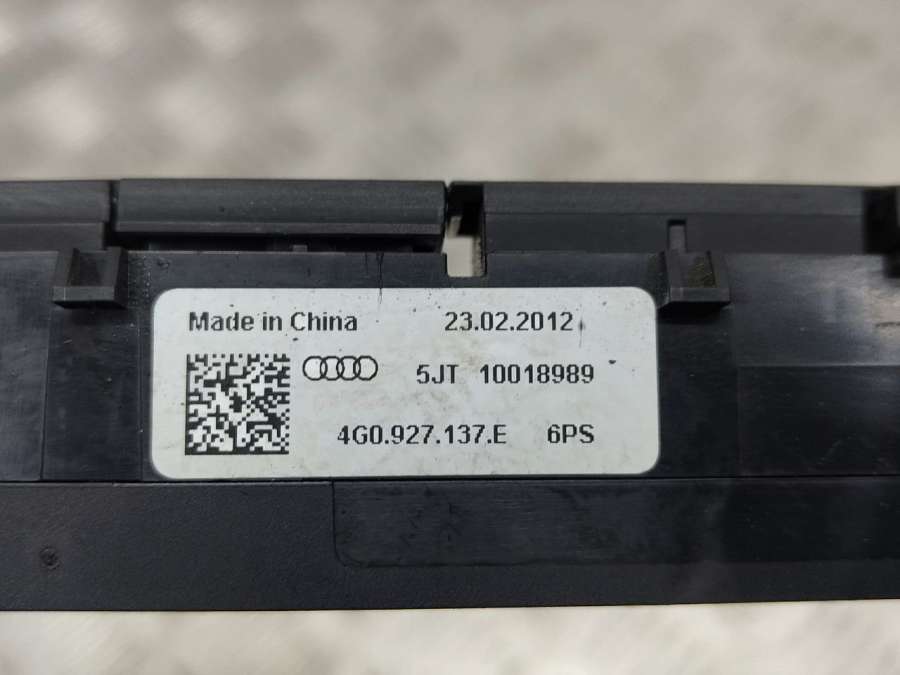 Made in China 23.02.2012
5JT 10018989
4G0.927.137.E 6PS